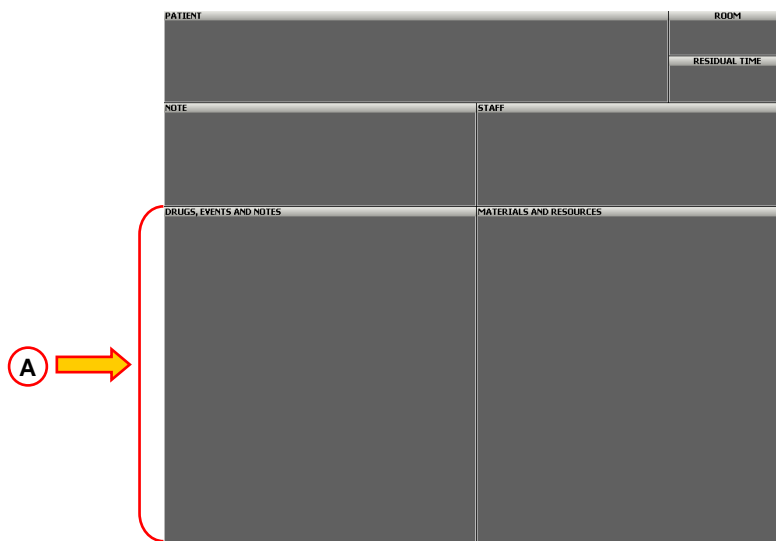 PATIENT
ROOM
RESIDUAL TIME
NOTE
STAFF
DRUGS, EVENTS AND NOTES
MATERIALS AND RESOURCES
A